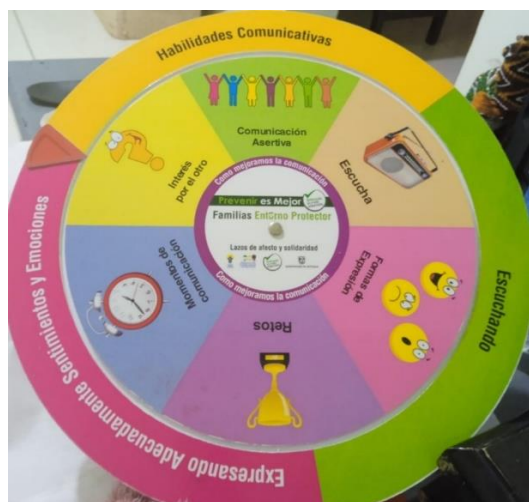 Habilidades Comunicativas
Escuchando
Expresando Adecuadamente Sentimientos y Emociones
Comunicación
Asertiva
Escucha
Formas de
Expresión
Retos
Momentos de
comunicación
Interés
por el otro
Como mejoramos la comunicación
Prevenir es Mejor
Familias Entorno Protector
Lazos de afecto y solidaridad
Como mejoramos la comunicación